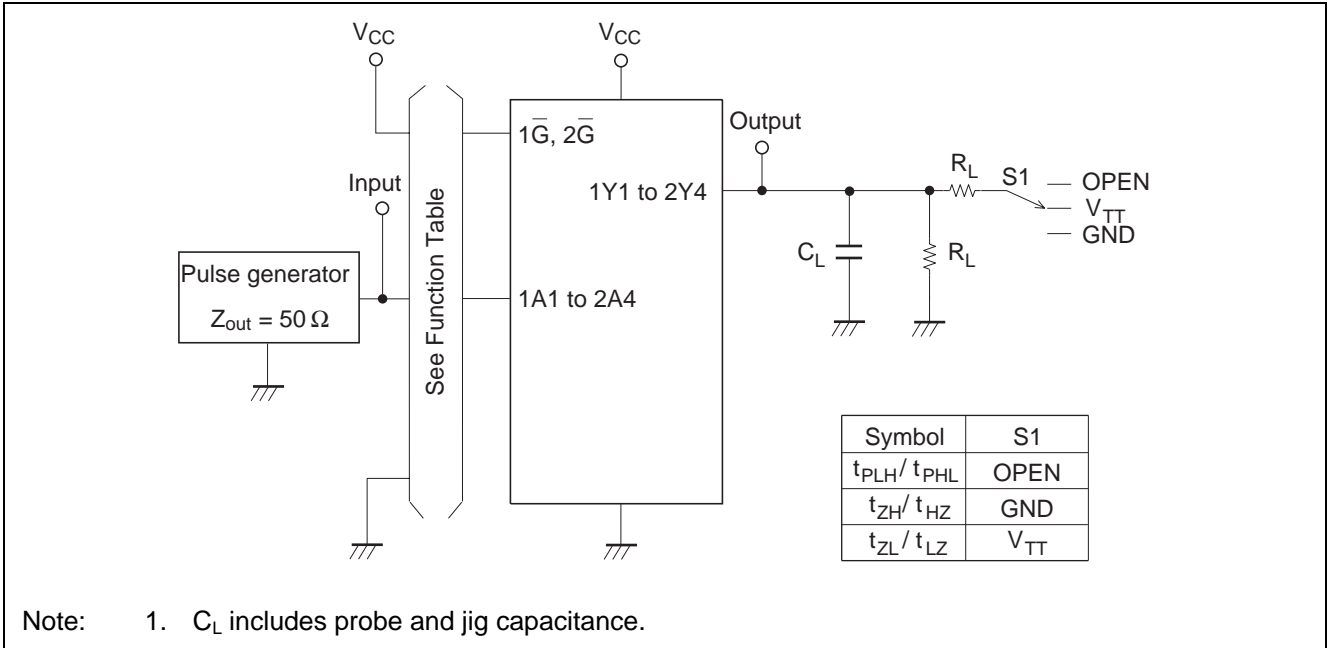 VCC
VCC
1G̅, 2G̅
Output
Input
1Y1 to 2Y4
RL
S1
OPEN
VTT
GND
See Function Table
CL
RL
Pulse generator
Zout = 50 Ω
1A1 to 2A4
Symbol S1
tPLH / tPHL OPEN
tZH / tHZ GND
tZL / tLZ VTT
Note: 1. CL includes probe and jig capacitance.